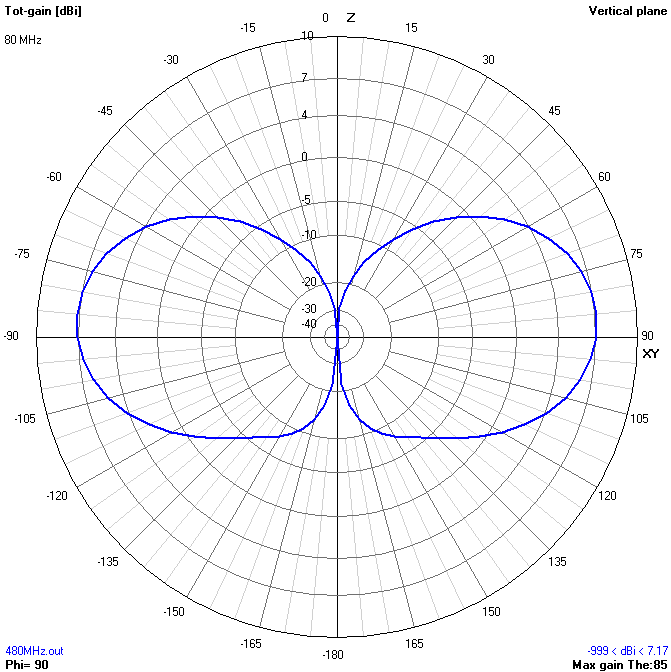 Tot-gain [dBi]
Vertical plane
80 MHz
0 Z
-15 15
-30 30
-45 45
-60 60
-75 75
-90 90
XY
-105 105
-120 120
-135 135
-150 150
-165 165
-180
10
7
4
0
-5
-10
-20
-30
-40
480MHz.out
-999 < dBi < 7.17
Phi= 90
Max gain The:85